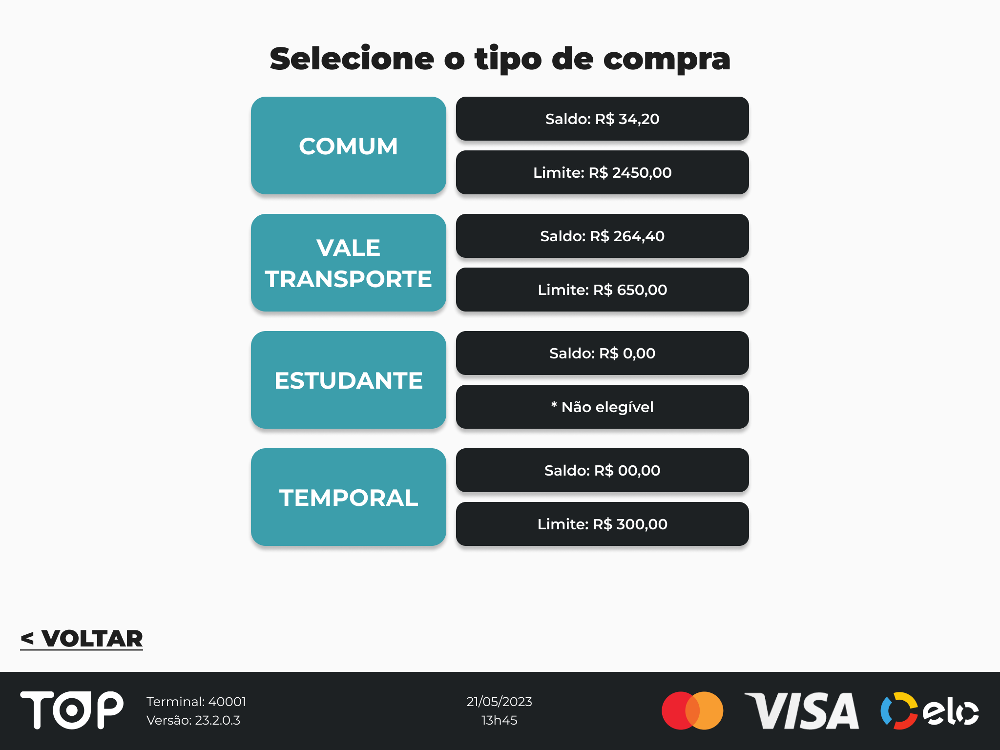 Selecione o tipo de compra
COMUM
Saldo: R$ 34,20
Limite: R$ 2450,00
VALE
TRANSPORTE
Saldo: R$ 264,40
Limite: R$ 650,00
ESTUDANTE
Saldo: R$ 0,00
* Não elegível
TEMPORAL
Saldo: R$ 00,00
Limite: R$ 300,00
< VOLTAR
TOP
Terminal: 40001
Versão: 23.2.0.3
21/05/2023
13h45
VISA
elo